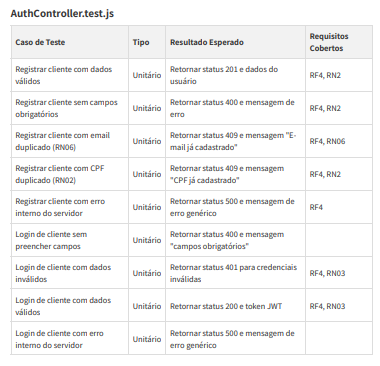 AuthController.test.js
Caso de Teste Tipo Resultado Esperado Requisitos Cobertos
Registrar cliente com dados válidos Unitário Retornar status 201 e dados do usuário RF4, RN2
Registrar cliente sem campos obrigatórios Unitário Retornar status 400 e mensagem de erro RF4, RN2
Registrar cliente com email duplicado (RN06) Unitário Retornar status 409 e mensagem "E-mail já cadastrado" RF4, RN06
Registrar cliente com CPF duplicado (RN02) Unitário Retornar status 409 e mensagem "CPF já cadastrado" RF4, RN2
Registrar cliente com erro interno do servidor Unitário Retornar status 500 e mensagem de erro genérico RF4
Login de cliente sem preencher campos Unitário Retornar status 400 e mensagem "campos obrigatórios"
Login de cliente com dados inválidos Unitário Retornar status 401 para credenciais inválidas RF4, RN03
Login de cliente com dados válidos Unitário Retornar status 200 e token JWT RF4, RN03
Login de cliente com erro interno do servidor Unitário Retornar status 500 e mensagem de erro genérico